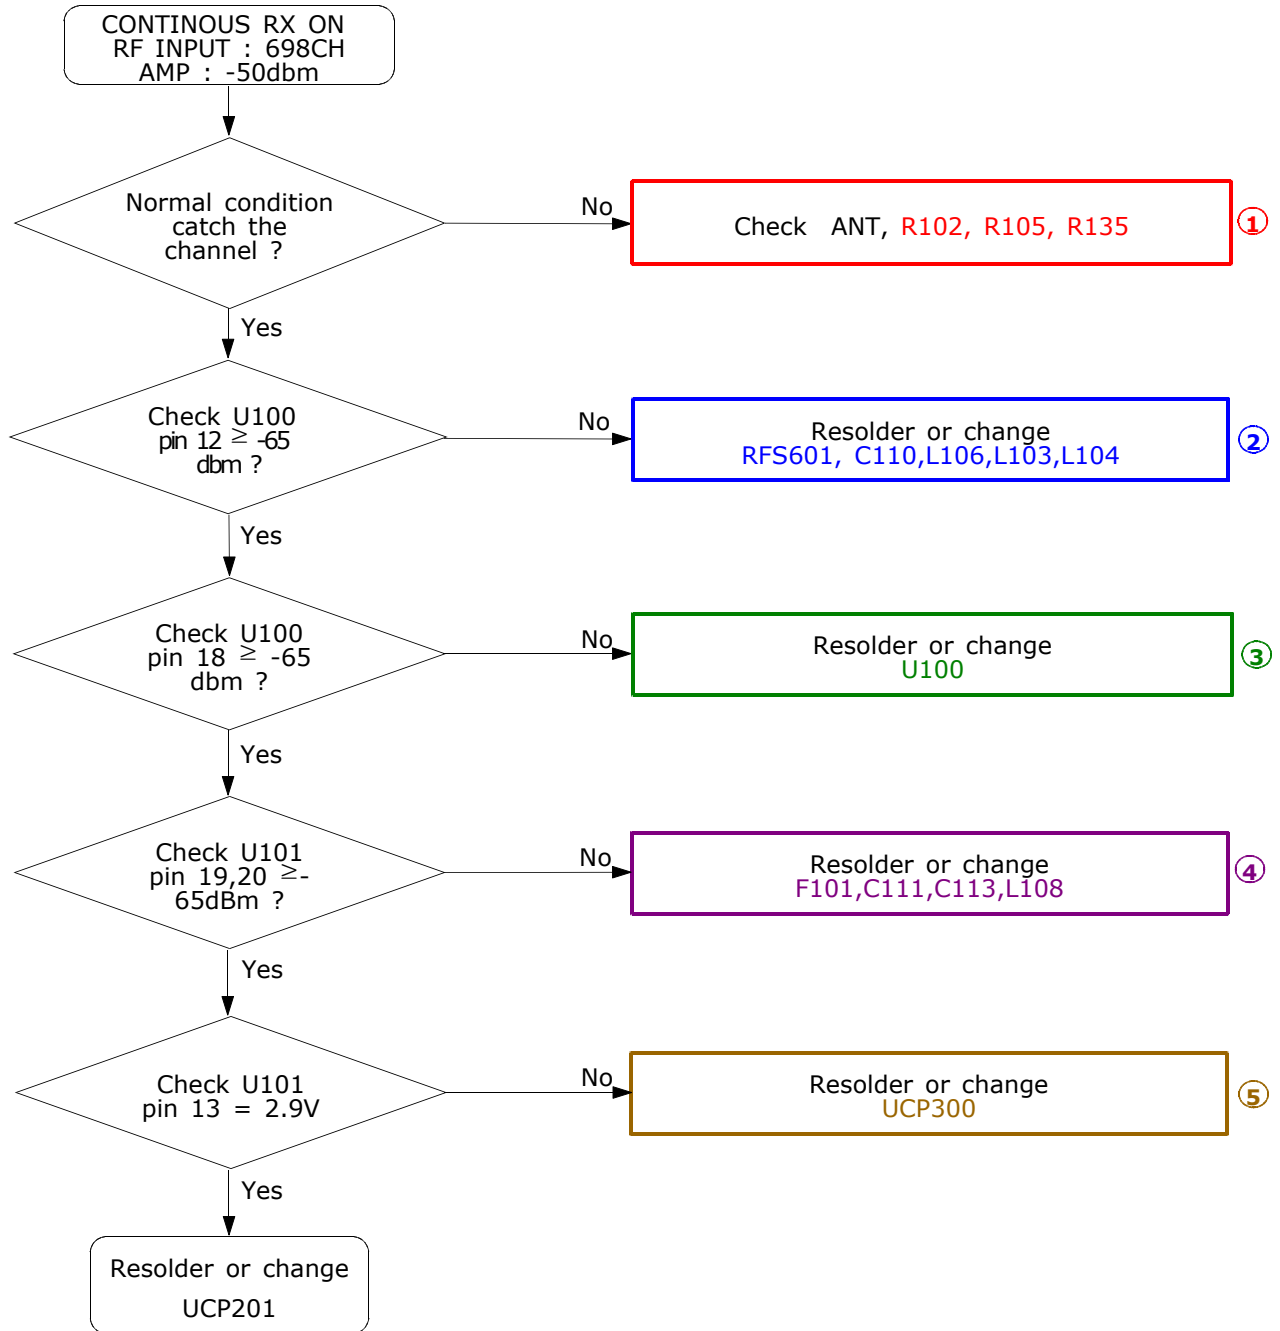 CONTINOUS RX ON
RF INPUT : 698CH
AMP : -50dbm
Normal condition
catch the
channel ?
No
Check ANT, R102, R105, R135
1
Yes
Check U100
pin 12 ≥ -65
dbm ?
No
Resolder or change
RFS601, C110,L106,L103,L104
2
Yes
Check U100
pin 18 ≥ -65
dbm ?
No
Resolder or change
U100
3
Yes
Check U101
pin 19,20 ≥-
65dBm ?
No
Resolder or change
F101,C111,C113,L108
4
Yes
Check U101
pin 13 = 2.9V
No
Resolder or change
UCP300
5
Yes
Resolder or change
UCP201